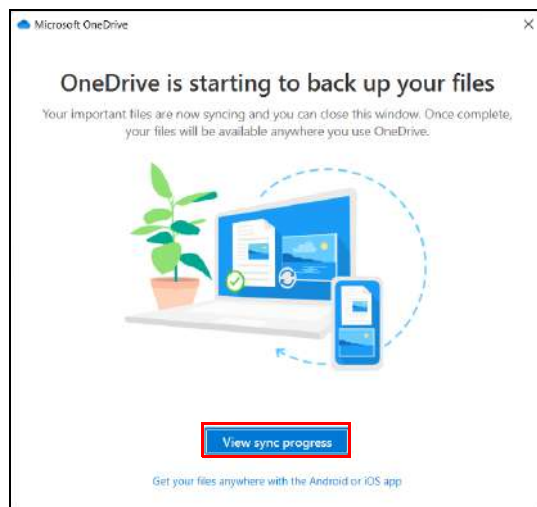 Microsoft OneDrive
OneDrive is starting to back up your files
Your important files are now syncing and you can close this window. Once complete,
your files will be available anywhere you use OneDrive.
View sync progress
Get your files anywhere with the Android or iOS app